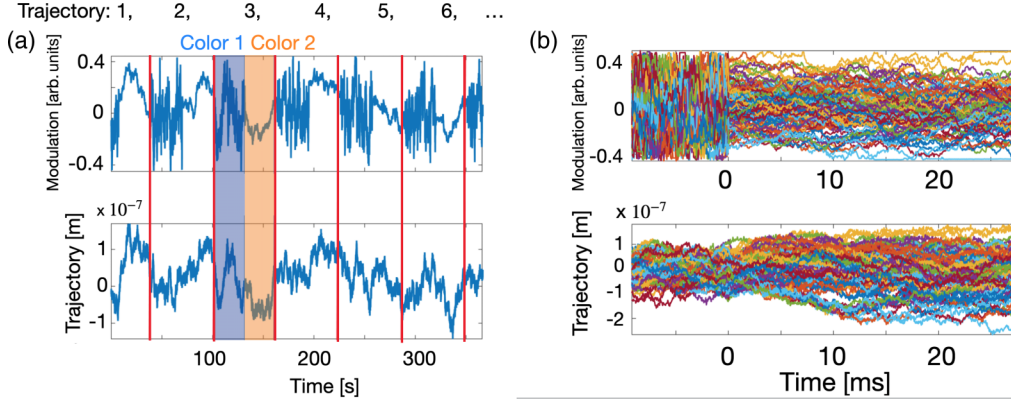 Trajectory: 1, 2, 3, 4, 5, 6, ...
(a)
Color 1 Color 2
Modulation [arb. units]
0.4
0
-0.4
x 10⁻⁷
Trajectory [m]
1
0
-1
100 200 300
Time [s]
(b)
Modulation [arb. units]
0.4
0
-0.4
0 10 20
x 10⁻⁷
Trajectory [m]
1
0
-1
-2
0 10 20
Time [ms]